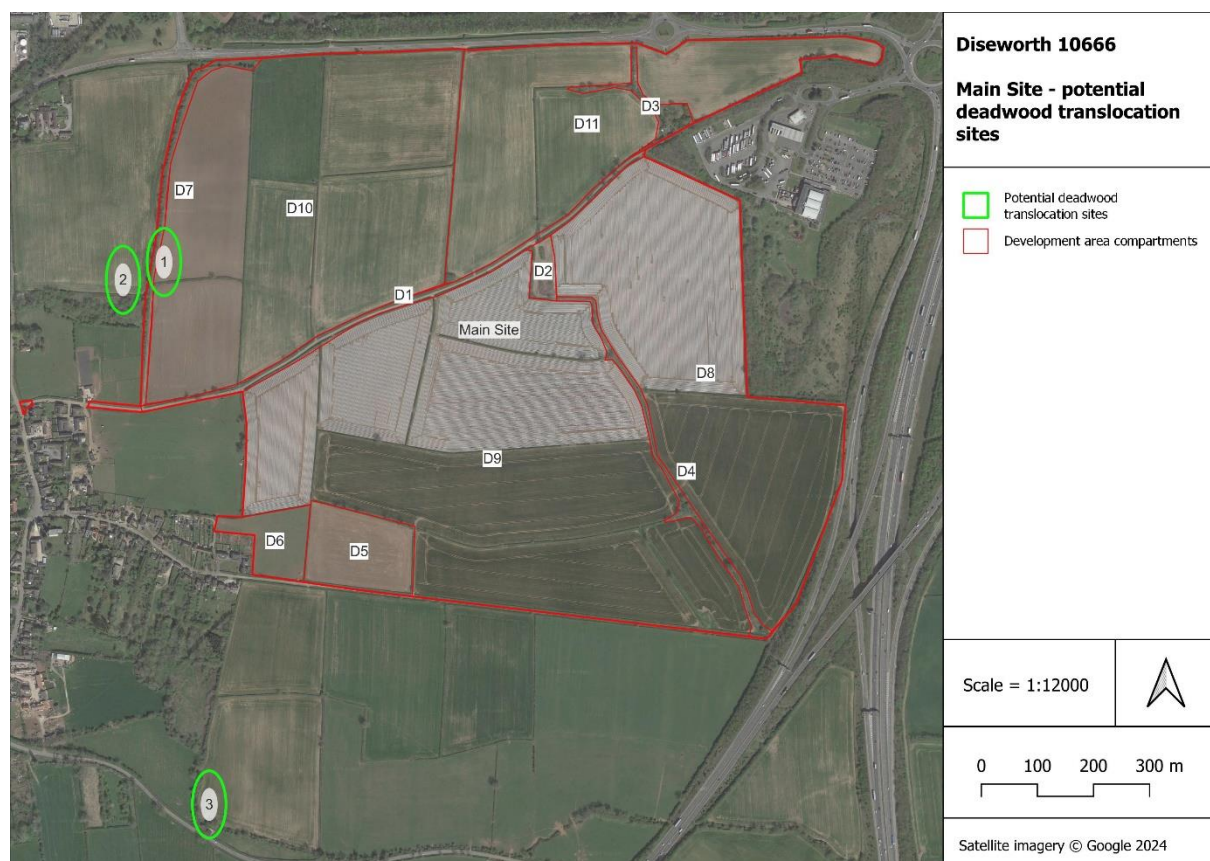 Diseworth 10666
Main Site - potential
deadwood translocation
sites
Potential deadwood
translocation sites
Development area compartments
D3
D11
D7
D10
1
2
D2
D1
Main Site
D8
D9
D4
D6
D5
3
Scale = 1:12000
0 100 200 300 m
Satellite imagery © Google 2024